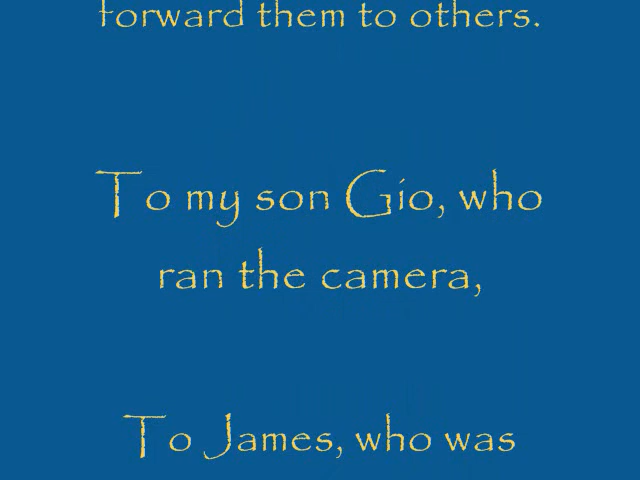 forward them to others.
To my son Gio, who
ran the camera,
To James, who was